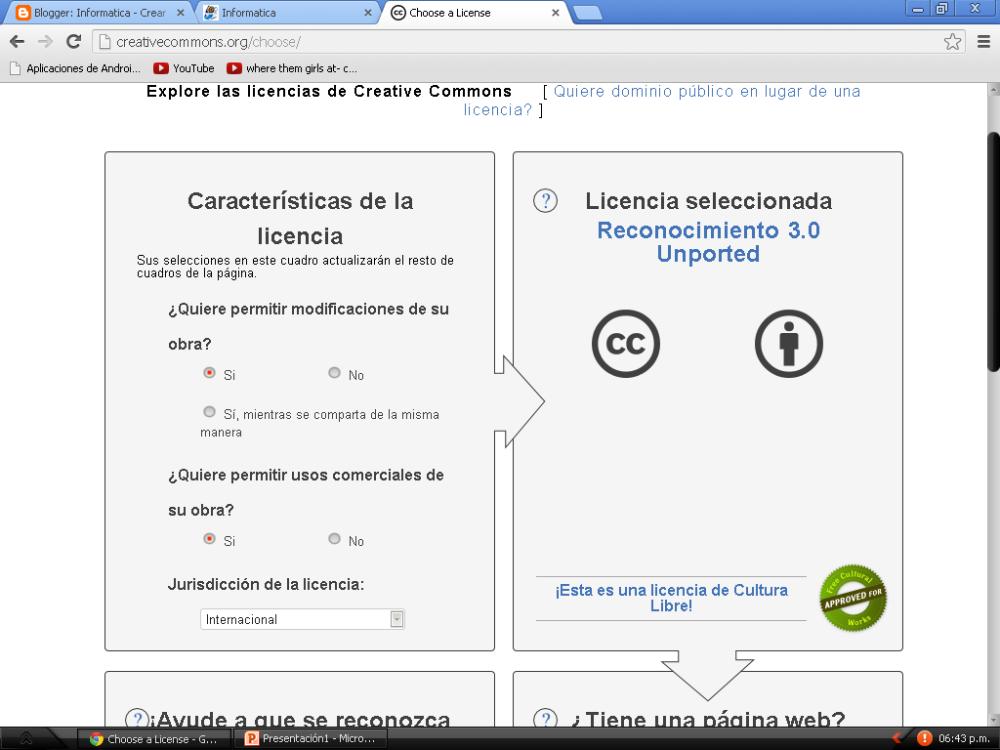 Blogger: Informatica - Crear
Informatica
Choose a License
creativecommons.org/choose/
Aplicaciones de Androi...
YouTube
where them girls at- c...
Explore las licencias de Creative Commons [ Quiere dominio público en lugar de una
licencia? ]
Características de la
licencia
Sus selecciones en este cuadro actualizarán el resto de
cuadros de la página.
¿Quiere permitir modificaciones de su
obra?
Si No
Sí, mientras se comparta de la misma
manera
¿Quiere permitir usos comerciales de
su obra?
Si No
Jurisdicción de la licencia:
Internacional
? Licencia seleccionada
Reconocimiento 3.0
Unported
cc
¡Esta es una licencia de Cultura
Libre!
Free Cultural
APPROVED FOR
Works
? ¡Ayude a que se reconozca
? ¿Tiene una página web?
Choose a License - G...
Presentación1 - Micro...
06:43 p.m.